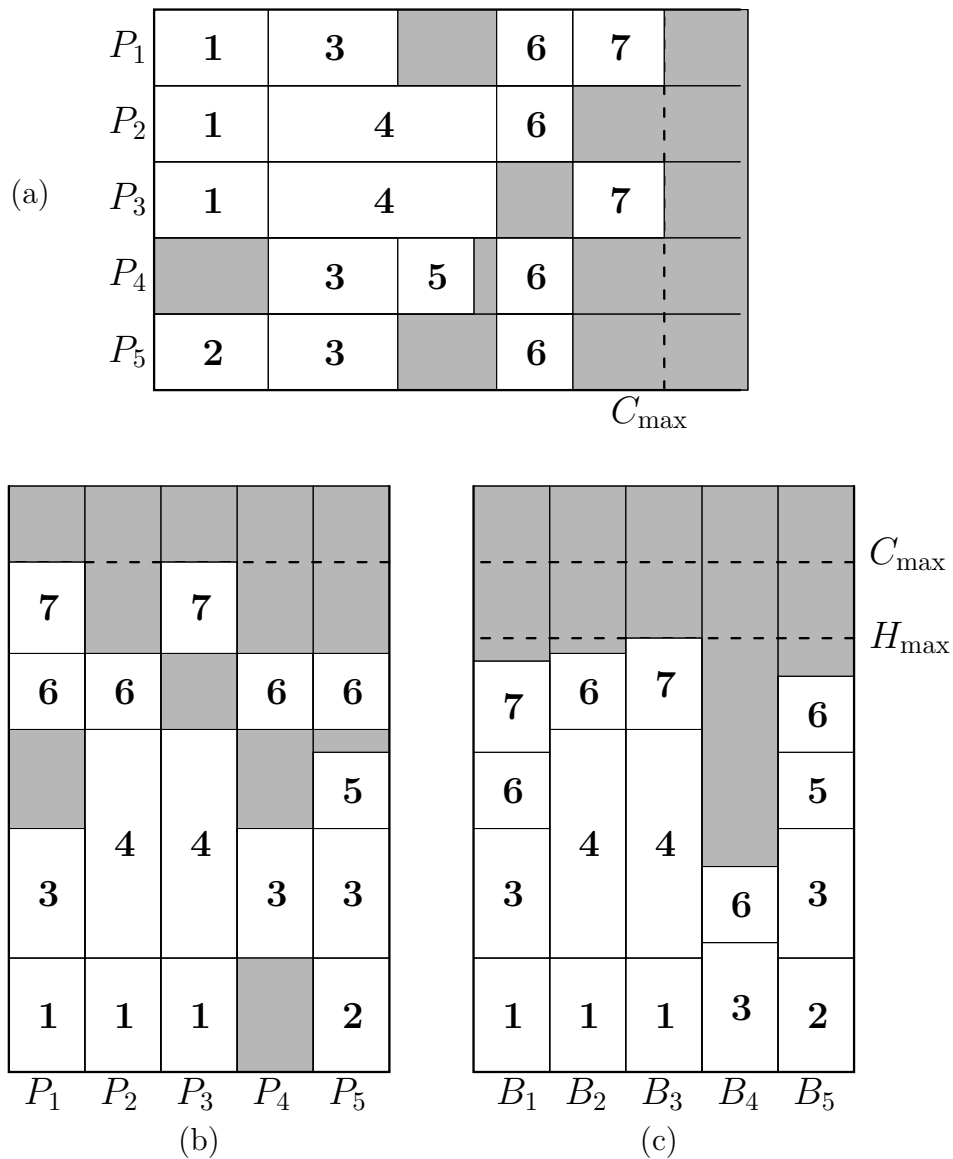 P1 1 3 6 7
P2 1 4 6
(a) P3 1 4 7
P4 3 5 6
P5 2 3 6
Cmax
Cmax
7 7
Hmax
6 6 6 6
7 6 7 6
5
6 5
4 4
4 4
3 3 3
3 6 3
1 1 1 2
1 1 1 3 2
P1 P2 P3 P4 P5
B1 B2 B3 B4 B5
(b) (c)